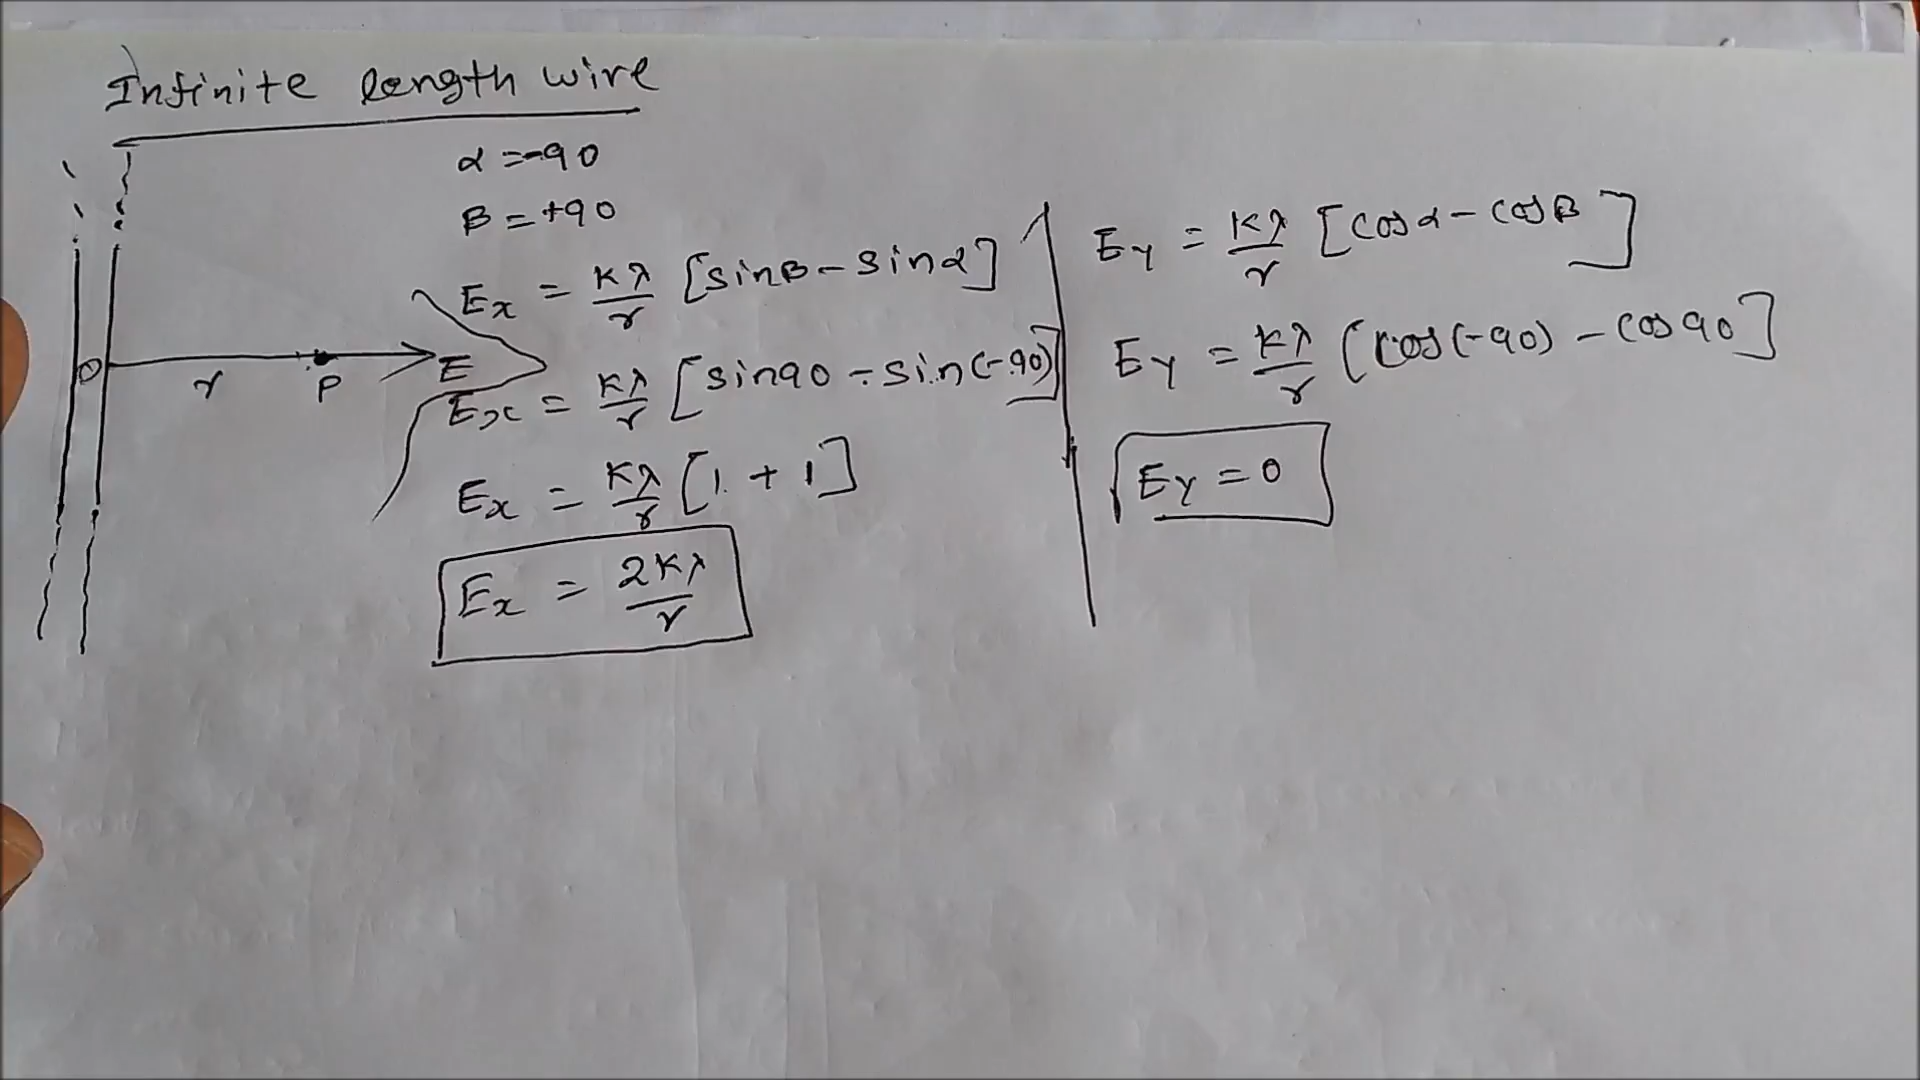 Infinite length wire
α = -90
β = +90
Ex = Kλ/r [sinβ - sinα]
O r P E
Ex = Kλ/r [sin90 - sin(-90)]
Ex = Kλ/r [1 + 1]
Ex = 2Kλ/r
Ey = Kλ/r [cosα - cosβ]
Ey = Kλ/r (cos(-90) - cos90]
Ey = 0